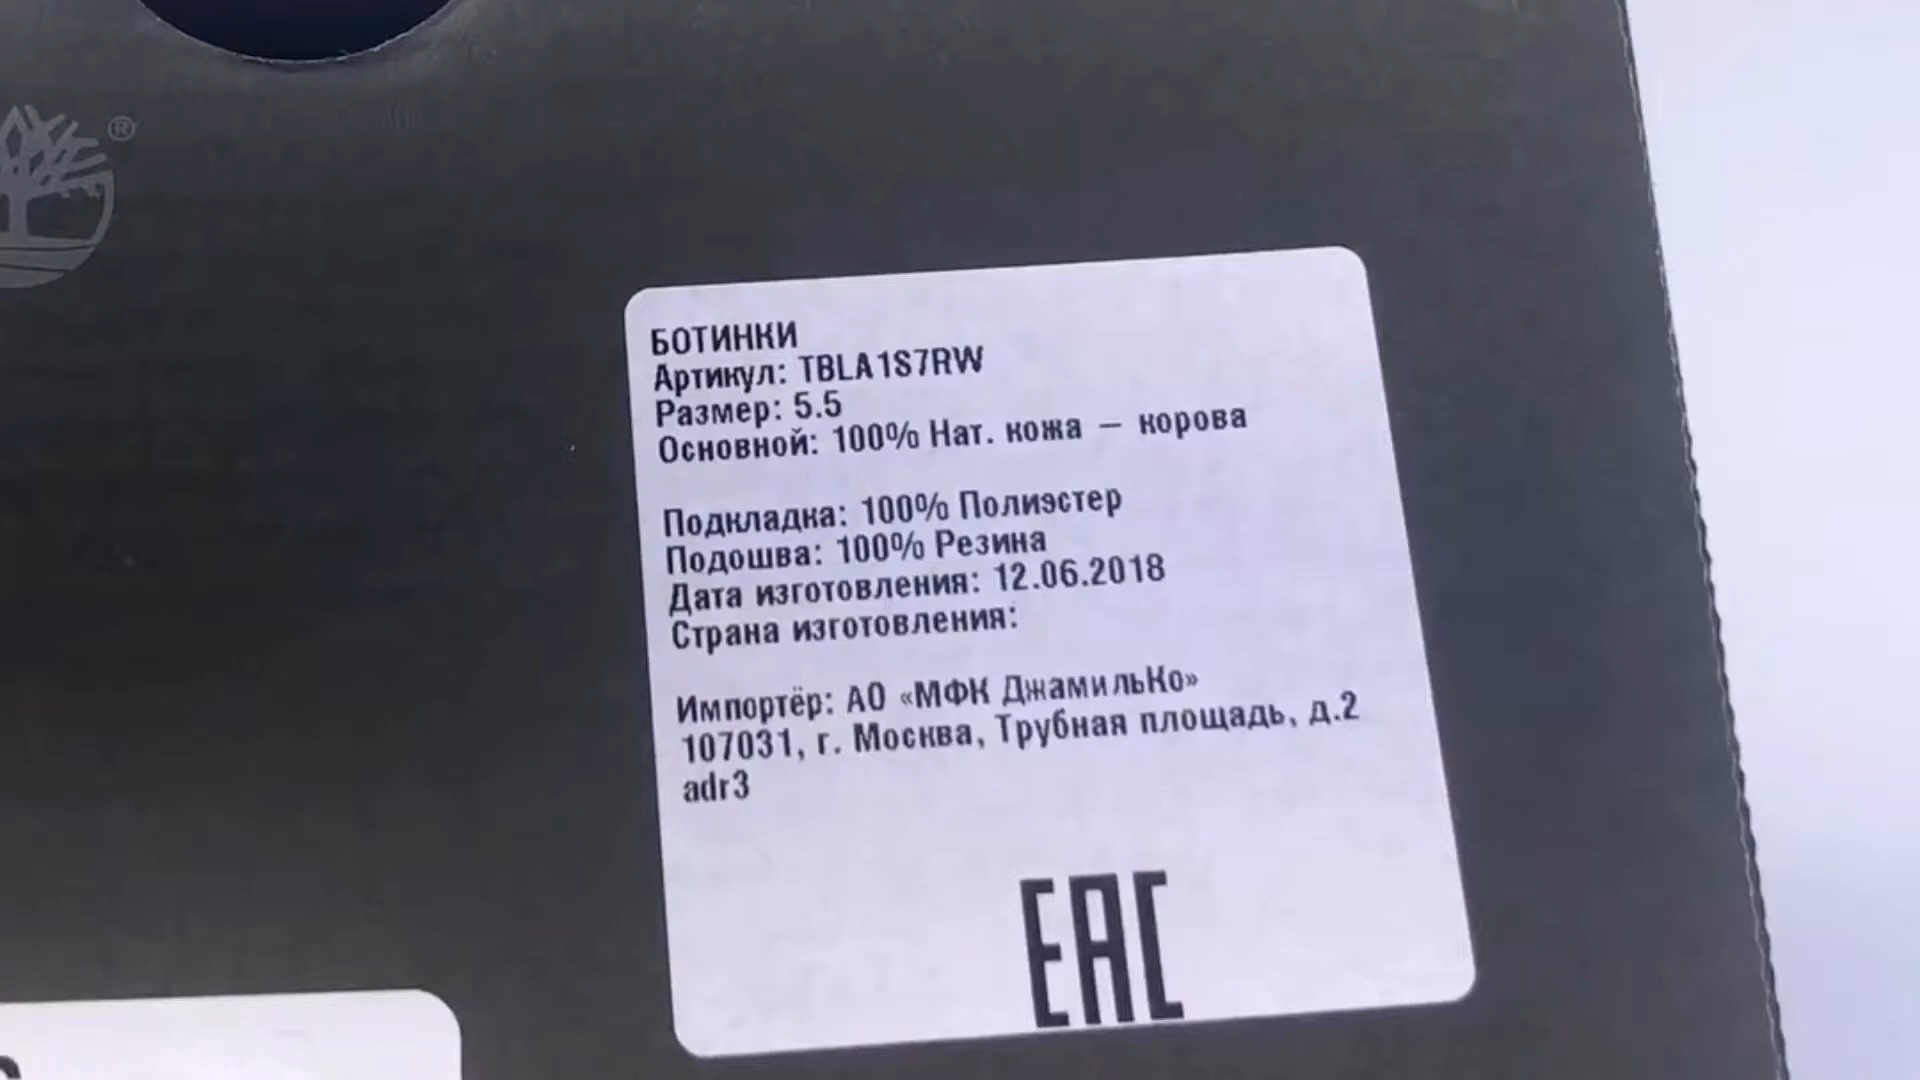 ®
БОТИНКИ
Артикул: TBLA1S7RW
Размер: 5.5
Основной: 100% Нат. кожа – корова
Подкладка: 100% Полиэстер
Подошва: 100% Резина
Дата изготовления: 12.06.2018
Страна изготовления:
Импортёр: АО «МФК ДжамильКо»
107031, г. Москва, Трубная площадь, д.2
adr3
EAC